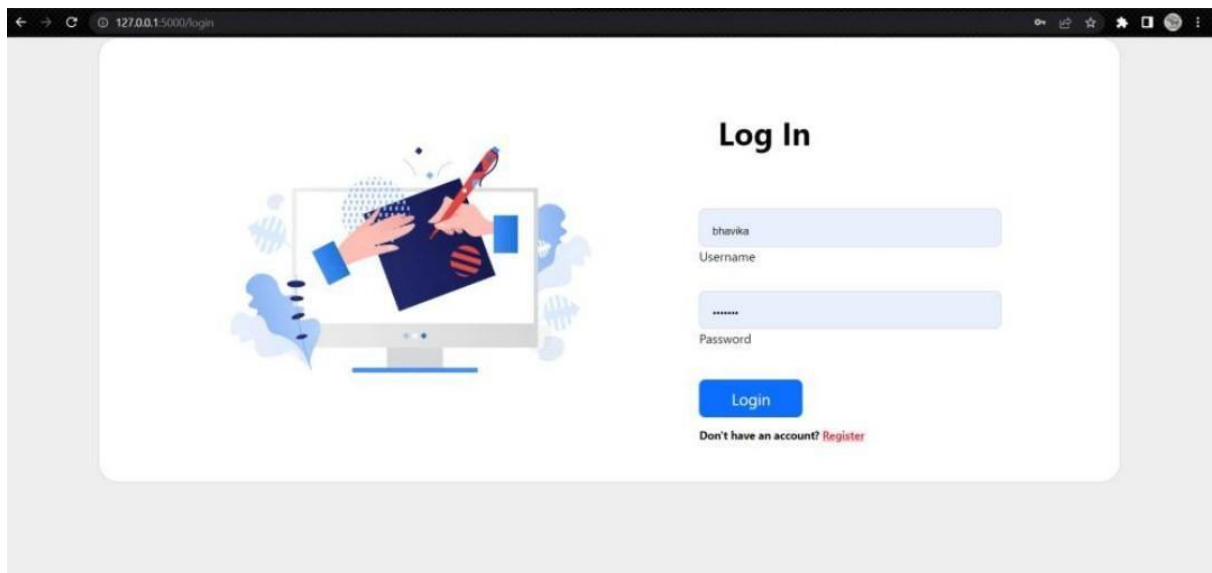 127.0.0.1:5000/login
Log In
bhavika
Username
•••••••
Password
Login
Don't have an account? Register